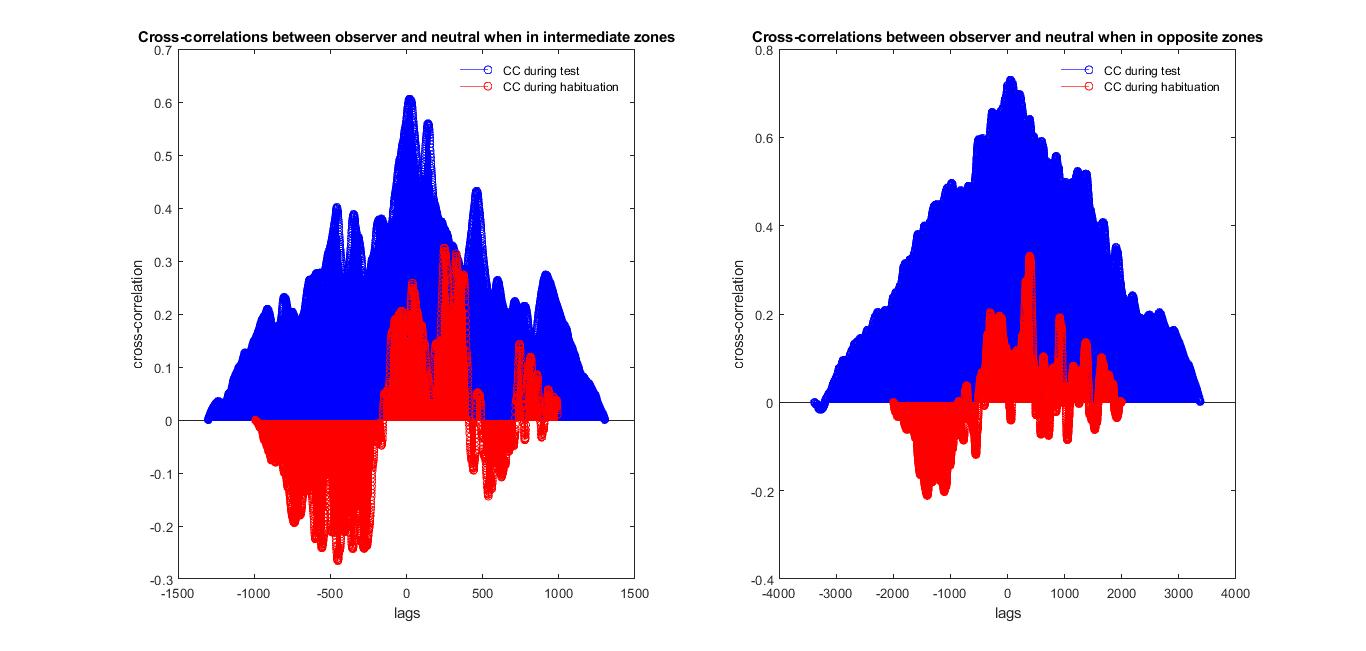 Cross-correlations between observer and neutral when in intermediate zones
0.7
0.6
0.5
0.4
0.3
0.2
0.1
0
-0.1
-0.2
-0.3
cross-correlation
CC during test
CC during habituation
-1500 -1000 -500 0 500 1000 1500
lags
Cross-correlations between observer and neutral when in opposite zones
0.8
0.6
0.4
0.2
0
-0.2
-0.4
cross-correlation
CC during test
CC during habituation
-4000 -3000 -2000 -1000 0 1000 2000 3000 4000
lags